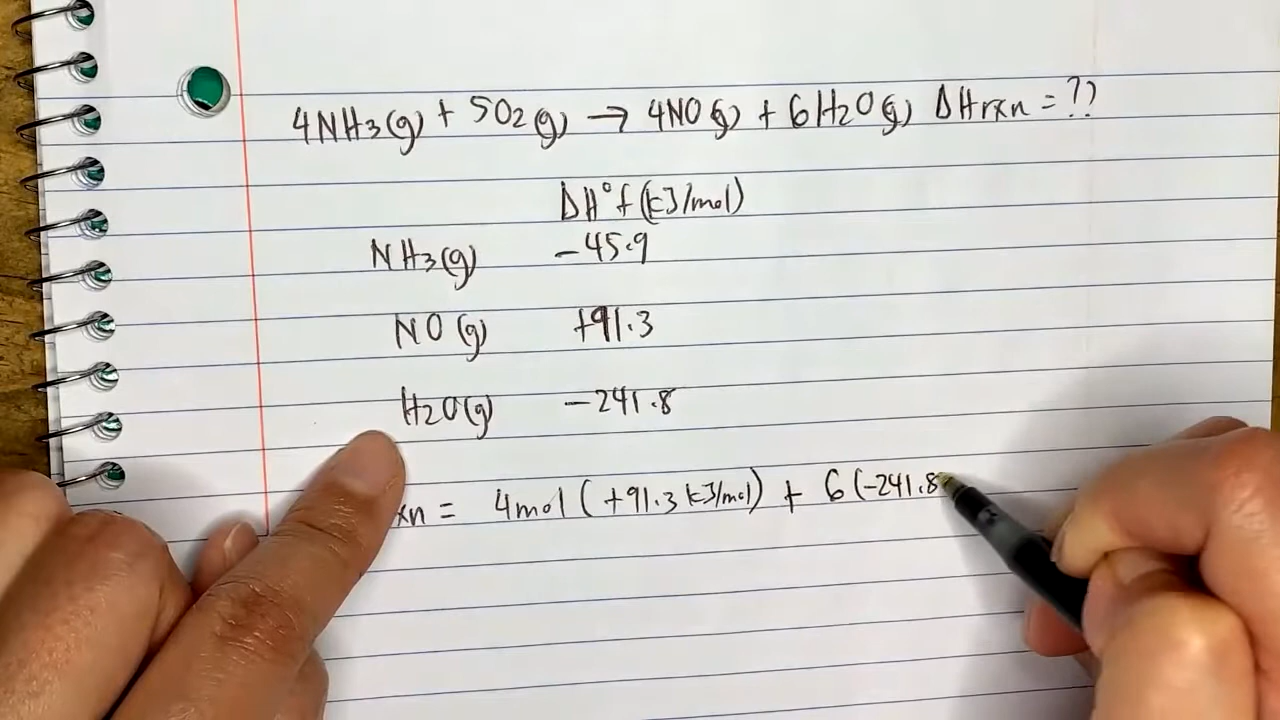 4NH3(g) + 5O2(g) → 4NO(g) + 6H2O(g) ΔHrxn = ??
ΔH°f (kJ/mol)
NH3(g) -45.9
NO(g) +91.3
H2O(g) -241.8
xn = 4mol (+91.3 kJ/mol) + 6 (-241.8